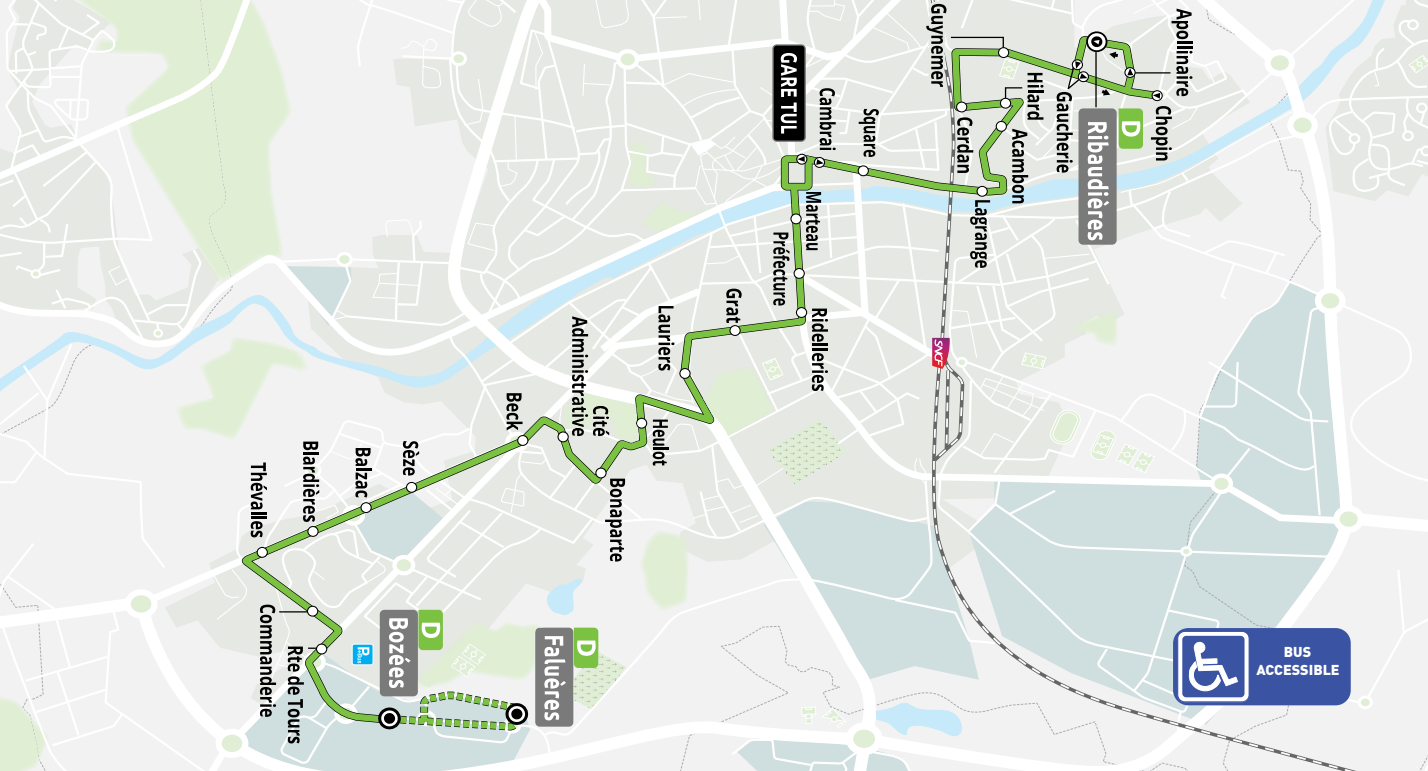 Apollinaire
Chopin
Gaucherie
D
Ribaudières
Guynemer
Hilard
Cerdan
Acambon
Lagrange
Square
Cambrai
GARE TUL
Marteau
Préfecture
Ridelleries
Grat
Lauriers
SNCF
Heulot
Bonaparte
Cité
Administrative
Beck
Sèze
Balzac
Blardières
Thévalles
Commanderie
Rte de Tours
D
Bozées
D
Faluères
BUS
ACCESSIBLE